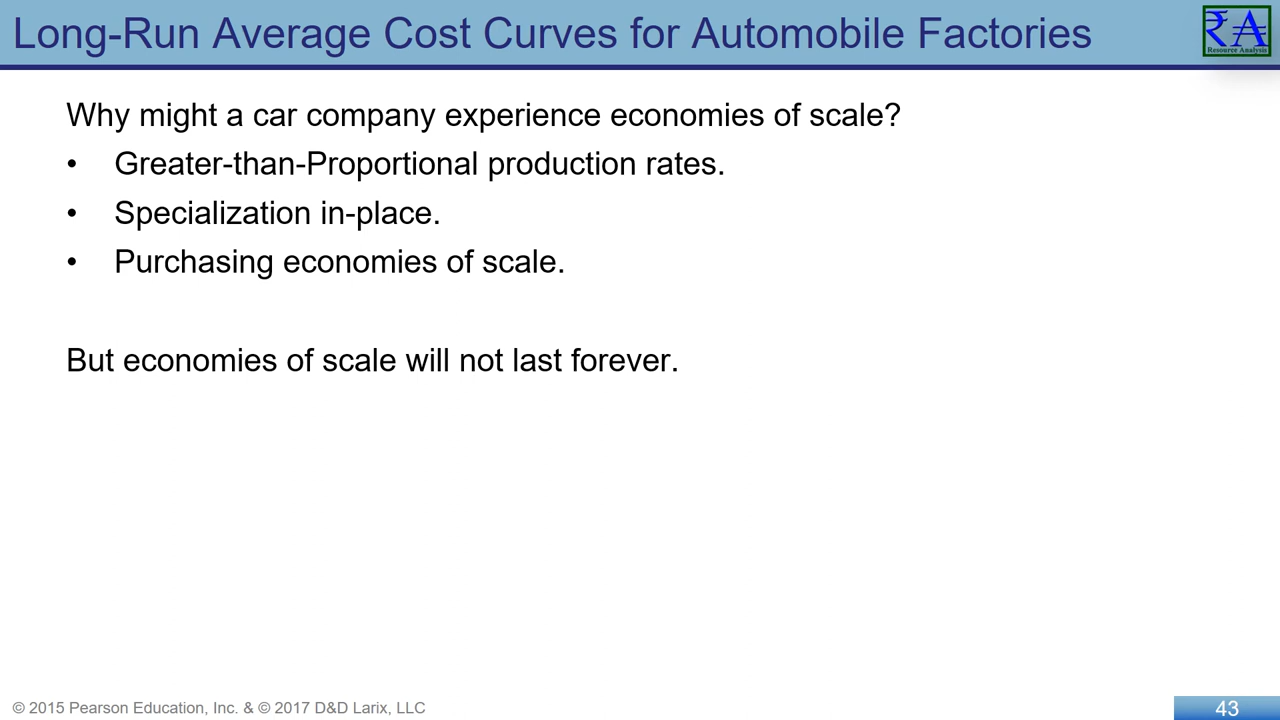 Long-Run Average Cost Curves for Automobile Factories
₹A
Resource Analysis
Why might a car company experience economies of scale?
• Greater-than-Proportional production rates.
• Specialization in-place.
• Purchasing economies of scale.
But economies of scale will not last forever.
© 2015 Pearson Education, Inc. & © 2017 D&D Larix, LLC
43